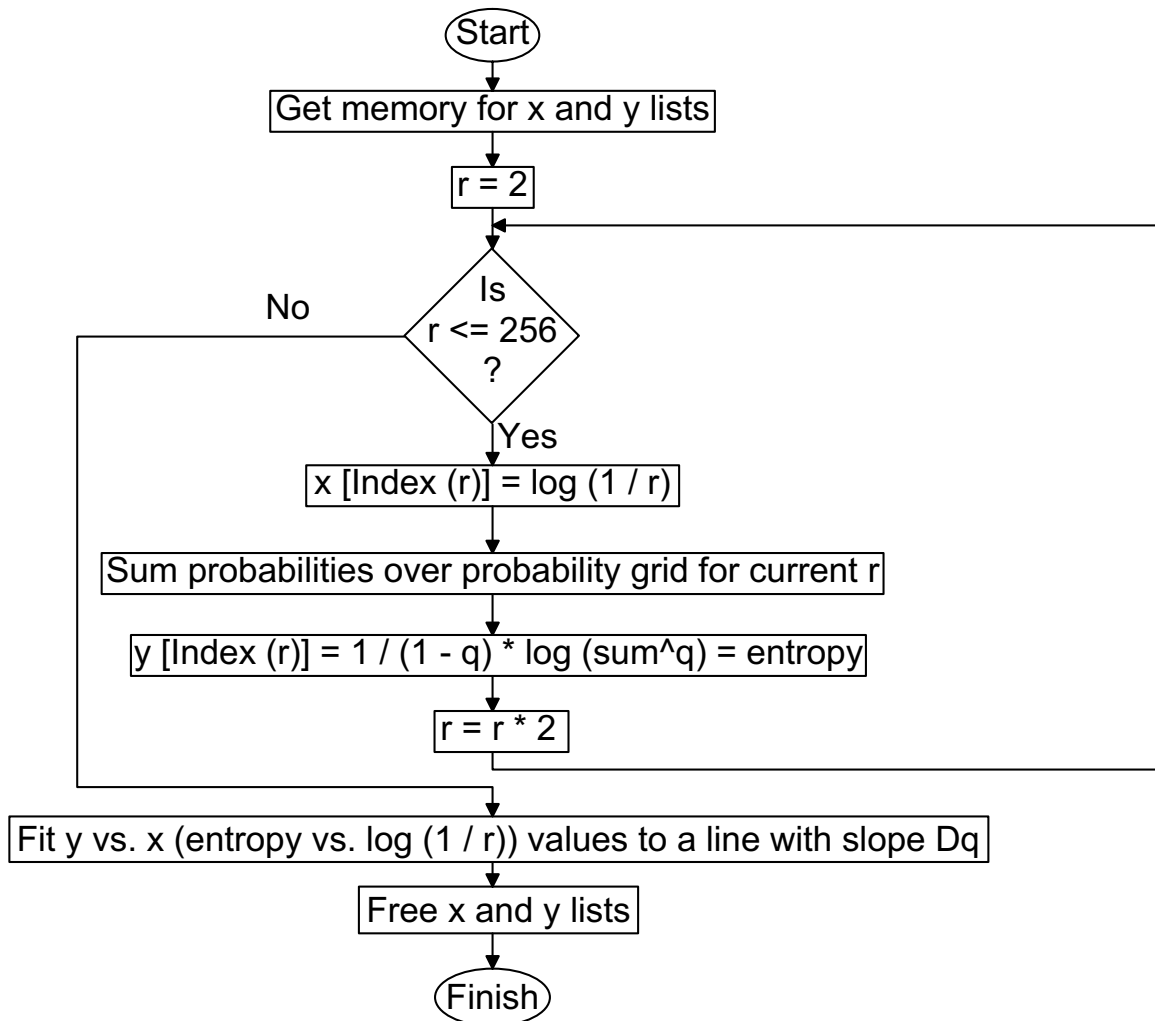 Start
Get memory for x and y lists
r = 2
Is
r <= 256
?
No
Yes
x [Index (r)] = log (1 / r)
Sum probabilities over probability grid for current r
y [Index (r)] = 1 / (1 - q) * log (sum^q) = entropy
r = r * 2
Fit y vs. x (entropy vs. log (1 / r)) values to a line with slope Dq
Free x and y lists
Finish